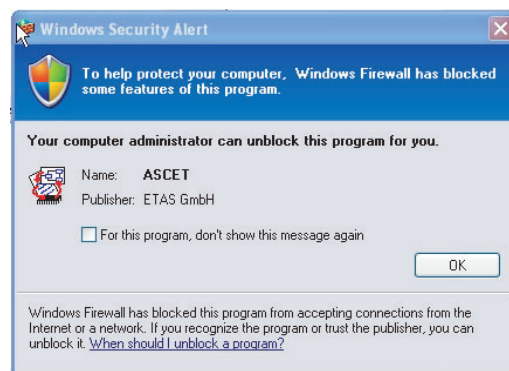 Windows Security Alert
To help protect your computer, Windows Firewall has blocked
some features of this program.
Your computer administrator can unblock this program for you.
Name: ASCET
Publisher: ETAS GmbH
For this program, don't show this message again
OK
Windows Firewall has blocked this program from accepting connections from the
Internet or a network. If you recognize the program or trust the publisher, you can
unblock it. When should I unblock a program?